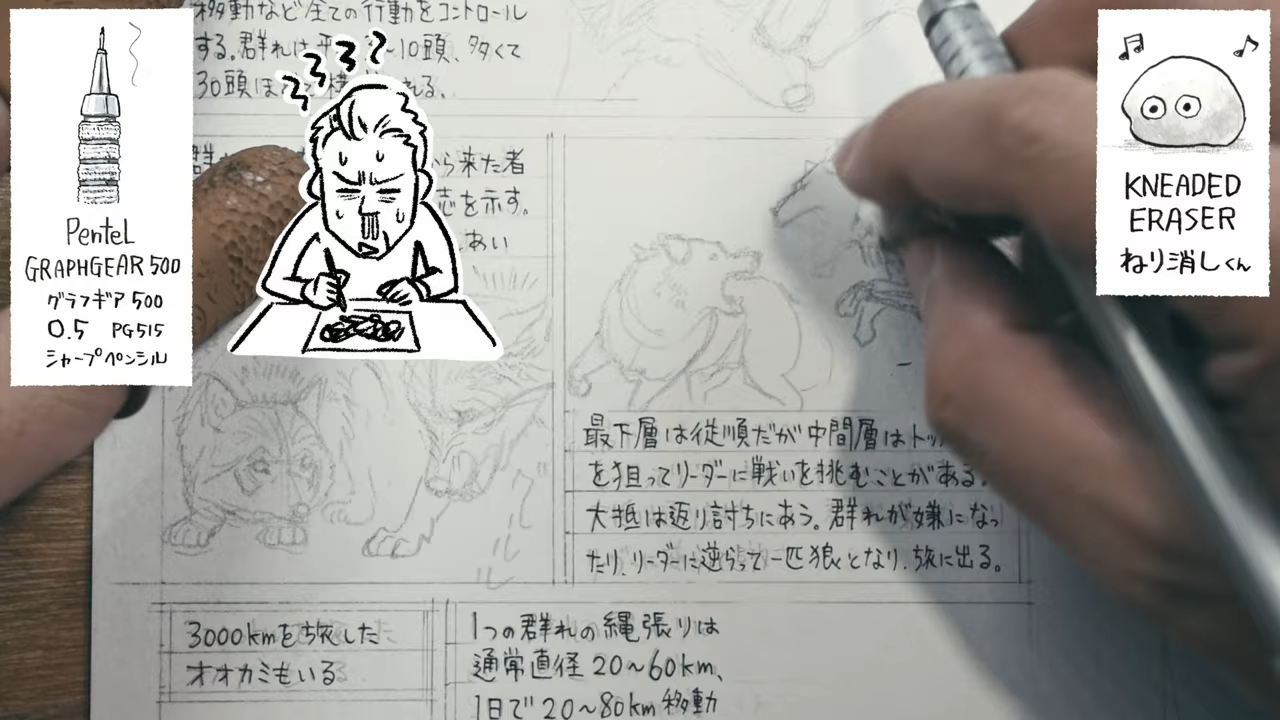 移動など全ての行動をコントロール
する。群れは平 ~10頭、多くて
30頭ほ
群 ら来た者
志を示す。
あい
Pentel
GRAPHGEAR 500
グラフギア 500
0.5 PG515
シャープペンシル
KNEADED
ERASER
ねり消しくん
最下層は従順だが中間層はトッ
を狙ってリーダーに戦いを挑むことがある。
大抵は返り討ちにあう。群れが嫌になっ
たり、リーダーに逆らって一匹狼となり、旅に出る。
3000kmを旅した
オオカミもいる
1つの群れの縄張りは
通常直径20~60km、
1日で20~80km移動